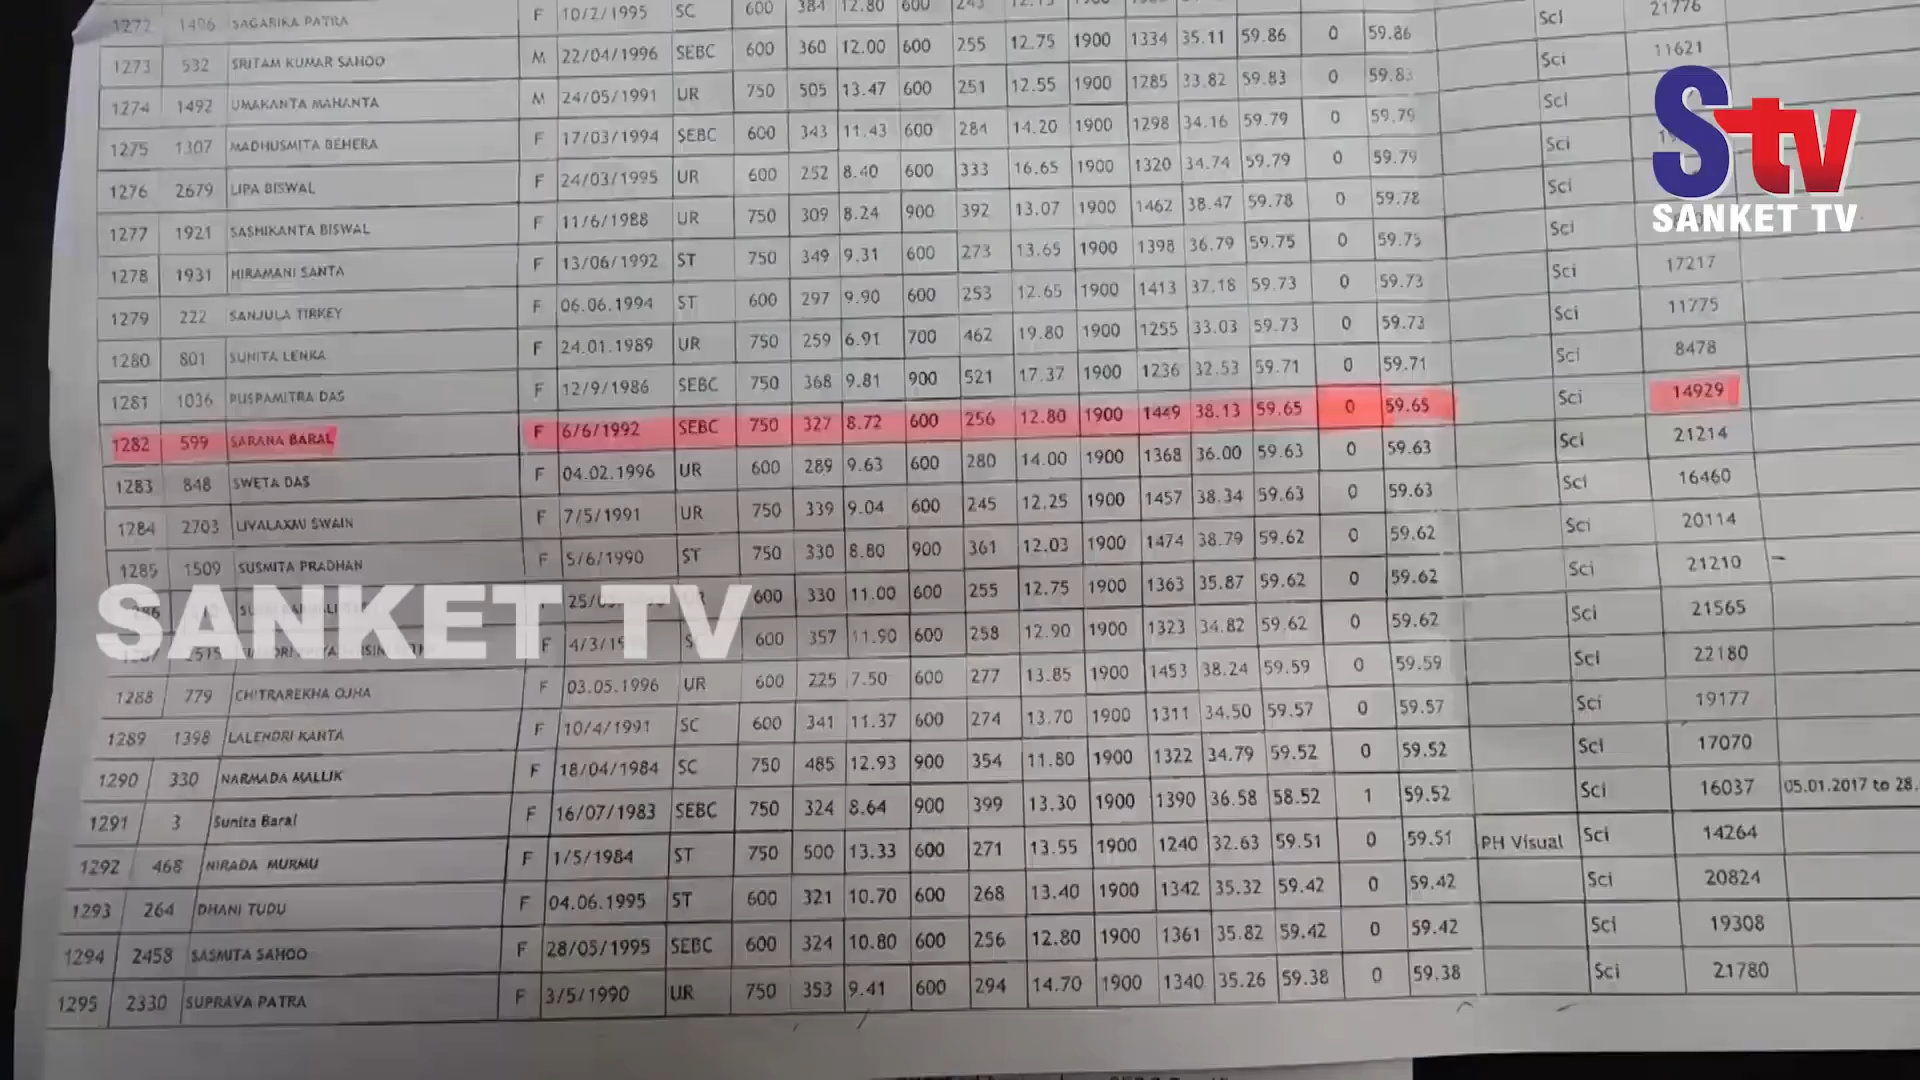 1272 1496 SAGARIKA PATRA F 10/2/1995 SC 600 384 12.80 600 243 1900
1273 532 SRITAM KUMAR SAHOO M 22/04/1996 SEBC 600 360 12.00 600 255 12.75 1900 1334 35.11 59.86 0 59.86 Sci 21776
1274 1492 UMAKANTA MAHANTA M 24/05/1991 UR 750 505 13.47 600 251 12.55 1900 1285 33.82 59.83 0 59.83 Sci 11621
1275 1307 MADHUSMITA BEHERA F 17/03/1994 SEBC 600 343 11.43 600 284 14.20 1900 1298 34.16 59.79 0 59.79 Sci
1276 2679 LIPA BISWAL F 24/03/1995 UR 600 252 8.40 600 333 16.65 1900 1320 34.74 59.79 0 59.79 Sci
1277 1921 SASHIKANTA BISWAL F 11/6/1988 UR 750 309 8.24 900 392 13.07 1900 1462 38.47 59.78 0 59.78 Sci
1278 1931 HIRAMANI SANTA F 13/06/1992 ST 750 349 9.31 600 273 13.65 1900 1398 36.79 59.75 0 59.75 Sci
1279 222 SANJULA TIRKEY F 06.06.1994 ST 600 297 9.90 600 253 12.65 1900 1413 37.18 59.73 0 59.73 Sci 17217
1280 801 SUNITA LENKA F 24.01.1989 UR 750 259 6.91 700 462 19.80 1900 1255 33.03 59.73 0 59.73 Sci 11775
1281 1036 PUSPAMITRA DAS F 12/9/1986 SEBC 750 368 9.81 900 521 17.37 1900 1236 32.53 59.71 0 59.71 Sci 8478
1282 599 SARANA BARAL F 6/6/1992 SEBC 750 327 8.72 600 256 12.80 1900 1449 38.13 59.65 0 59.65 Sci 14929
1283 848 SWETA DAS F 04.02.1996 UR 600 289 9.63 600 280 14.00 1900 1368 36.00 59.63 0 59.63 Sci 21214
1284 2703 LIYALAXMI SWAIN F 7/5/1991 UR 750 339 9.04 600 245 12.25 1900 1457 38.34 59.63 0 59.63 Sci 16460
1285 1509 SUSMITA PRADHAN F 5/6/1990 ST 750 330 8.80 900 361 12.03 1900 1474 38.79 59.62 0 59.62 Sci 20114
600 330 11.00 600 255 12.75 1900 1363 35.87 59.62 0 59.62 Sci 21210
F 600 357 11.90 600 258 12.90 1900 1323 34.82 59.62 0 59.62 Sci 21565
1288 779 CHITRAREKHA OJHA F 03.05.1996 UR 600 225 7.50 600 277 13.85 1900 1453 38.24 59.59 0 59.59 Sci 22180
1289 1398 LALENDRI KANTA F 10/4/1991 SC 600 341 11.37 600 274 13.70 1900 1311 34.50 59.57 0 59.57 Sci 19177
1290 330 NARMADA MALLIK F 18/04/1984 SC 750 485 12.93 900 354 11.80 1900 1322 34.79 59.52 0 59.52 Sci 17070
1291 3 Sunita Baral F 16/07/1983 SEBC 750 324 8.64 900 399 13.30 1900 1390 36.58 58.52 1 59.52 Sci 16037 05.01.2017 to 28.
1292 468 NIRADA MURMU F 1/5/1984 ST 750 500 13.33 600 271 13.55 1900 1240 32.63 59.51 0 59.51 PH Visual Sci 14264
1293 264 DHANI TUDU F 04.06.1995 ST 600 321 10.70 600 268 13.40 1900 1342 35.32 59.42 0 59.42 Sci 20824
1294 2458 SASMITA SAHOO F 28/05/1995 SEBC 600 324 10.80 600 256 12.80 1900 1361 35.82 59.42 0 59.42 Sci 19308
1295 2330 SUPRAVA PATRA F 3/5/1990 UR 750 353 9.41 600 294 14.70 1900 1340 35.26 59.38 0 59.38 Sci 21780
Stv
SANKET TV
SANKET TV